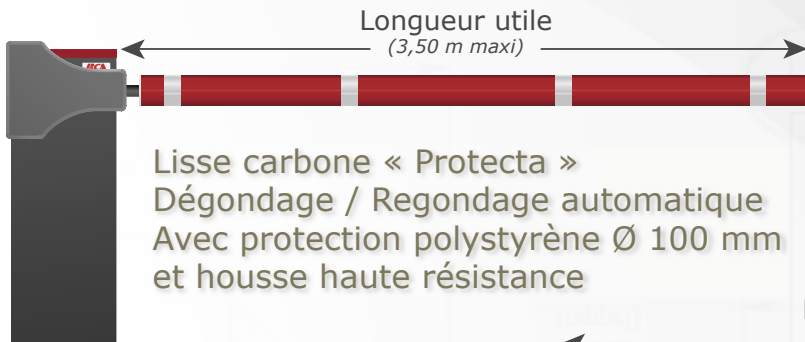 Longueur utile
(3,50 m maxi)
Lisse carbone « Protecta »
Dégondage / Regondage automatique
Avec protection polystyrène Ø 100 mm
et housse haute résistance